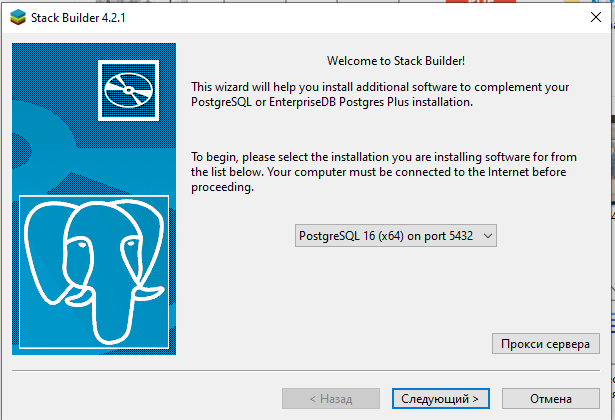 Stack Builder 4.2.1
Welcome to Stack Builder!
This wizard will help you install additional software to complement your
PostgreSQL or EnterpriseDB Postgres Plus installation.
To begin, please select the installation you are installing software for from
the list below. Your computer must be connected to the Internet before
proceeding.
PostgreSQL 16 (x64) on port 5432
Прокси сервера
< Назад
Следующий >
Отмена